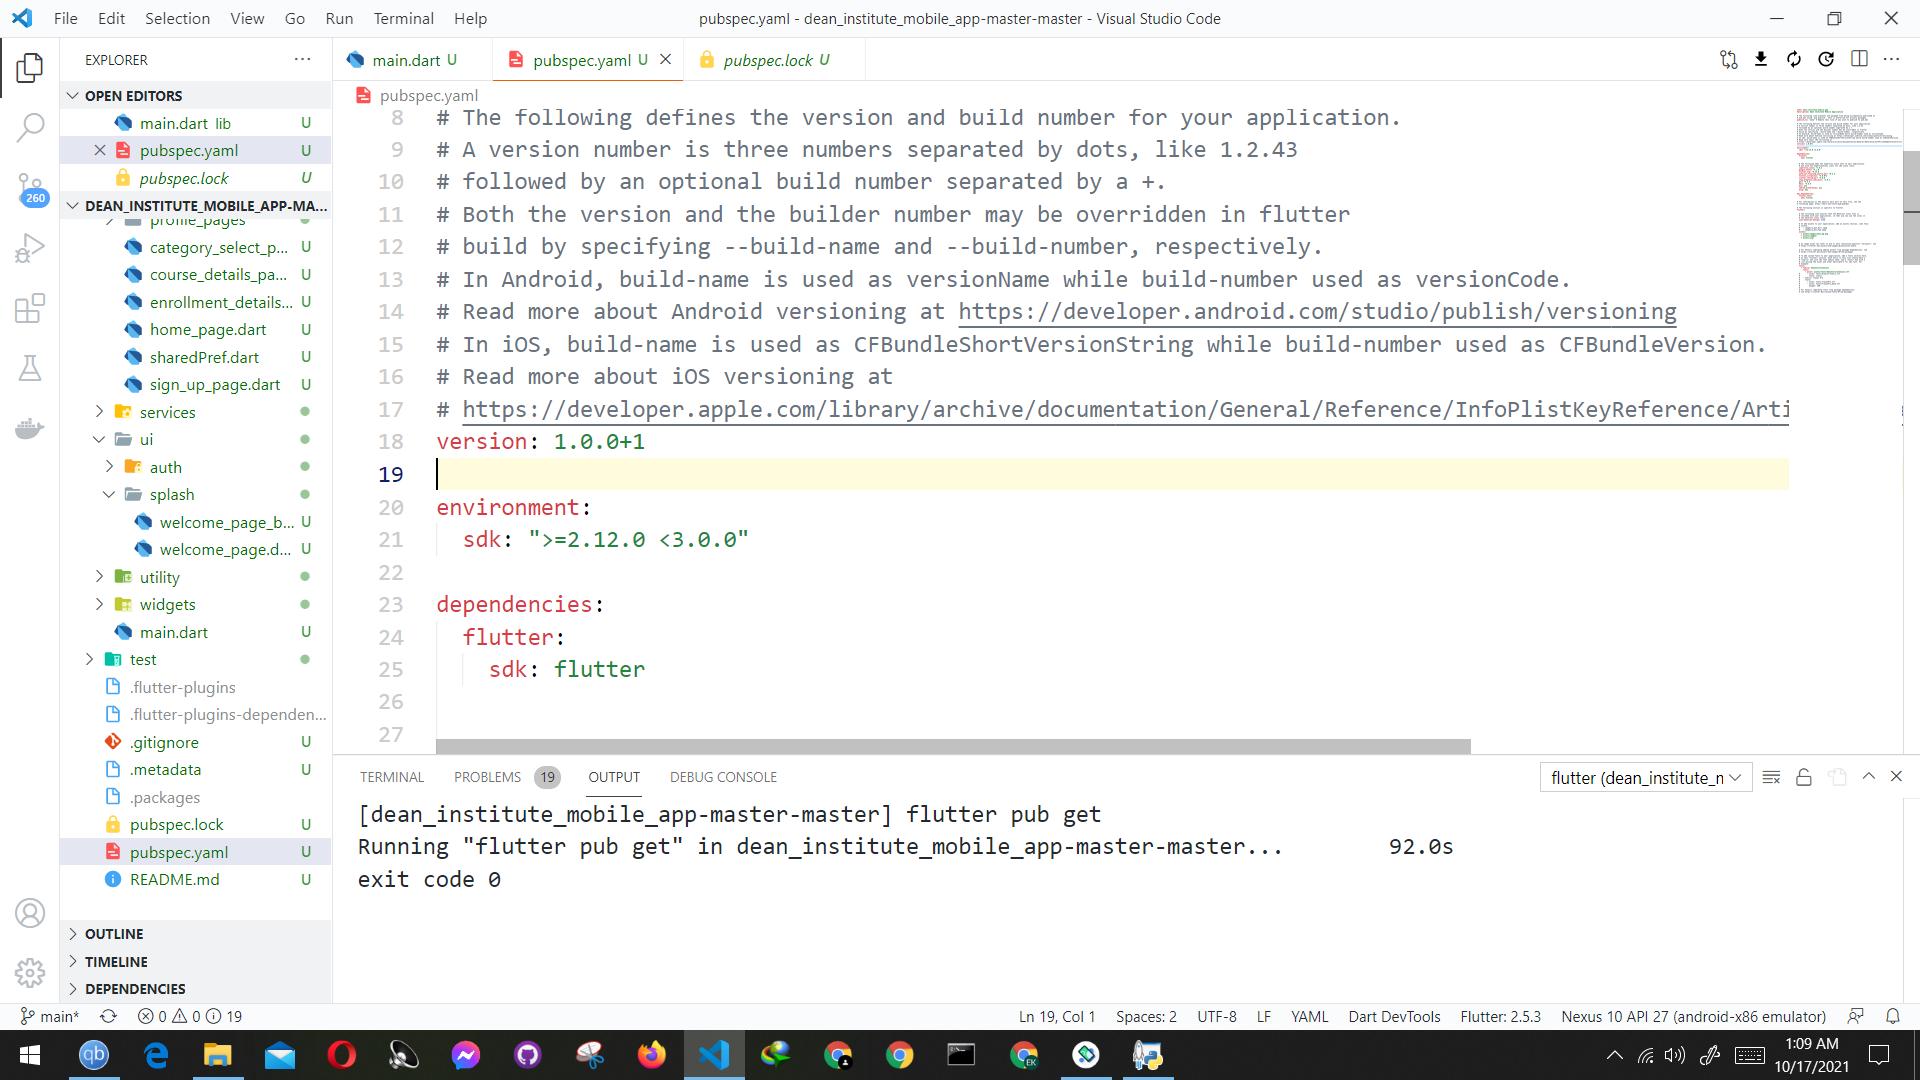 File Edit Selection View Go Run Terminal Help
pubspec.yaml - dean_institute_mobile_app-master-master - Visual Studio Code
EXPLORER
OPEN EDITORS
main.dart lib U
pubspec.yaml U
pubspec.lock U
DEAN_INSTITUTE_MOBILE_APP-MA...
profile_pages
category_select_p... U
course_details_pa... U
enrollment_details... U
home_page.dart U
sharedPref.dart U
sign_up_page.dart U
services
ui
auth
splash
welcome_page_b... U
welcome_page.d... U
utility
widgets
main.dart U
test
.flutter-plugins
.flutter-plugins-dependen...
.gitignore U
.metadata U
.packages
pubspec.lock U
pubspec.yaml U
README.md U
OUTLINE
TIMELINE
DEPENDENCIES
260
main.dart U pubspec.yaml U pubspec.lock U
pubspec.yaml
8 # The following defines the version and build number for your application.
9 # A version number is three numbers separated by dots, like 1.2.43
10 # followed by an optional build number separated by a +.
11 # Both the version and the builder number may be overridden in flutter
12 # build by specifying --build-name and --build-number, respectively.
13 # In Android, build-name is used as versionName while build-number used as versionCode.
14 # Read more about Android versioning at https://developer.android.com/studio/publish/versioning
15 # In iOS, build-name is used as CFBundleShortVersionString while build-number used as CFBundleVersion.
16 # Read more about iOS versioning at
17 # https://developer.apple.com/library/archive/documentation/General/Reference/InfoPlistKeyReference/Arti
18 version: 1.0.0+1
19
20 environment:
21 sdk: ">=2.12.0 <3.0.0"
22
23 dependencies:
24 flutter:
25 sdk: flutter
26
27
TERMINAL PROBLEMS 19 OUTPUT DEBUG CONSOLE
flutter (dean_institute_n
[dean_institute_mobile_app-master-master] flutter pub get
Running "flutter pub get" in dean_institute_mobile_app-master-master... 92.0s
exit code 0
main* 0 0 19
Ln 19, Col 1 Spaces: 2 UTF-8 LF YAML Dart DevTools Flutter: 2.5.3 Nexus 10 API 27 (android-x86 emulator)
qb
EK
1:09 AM
10/17/2021